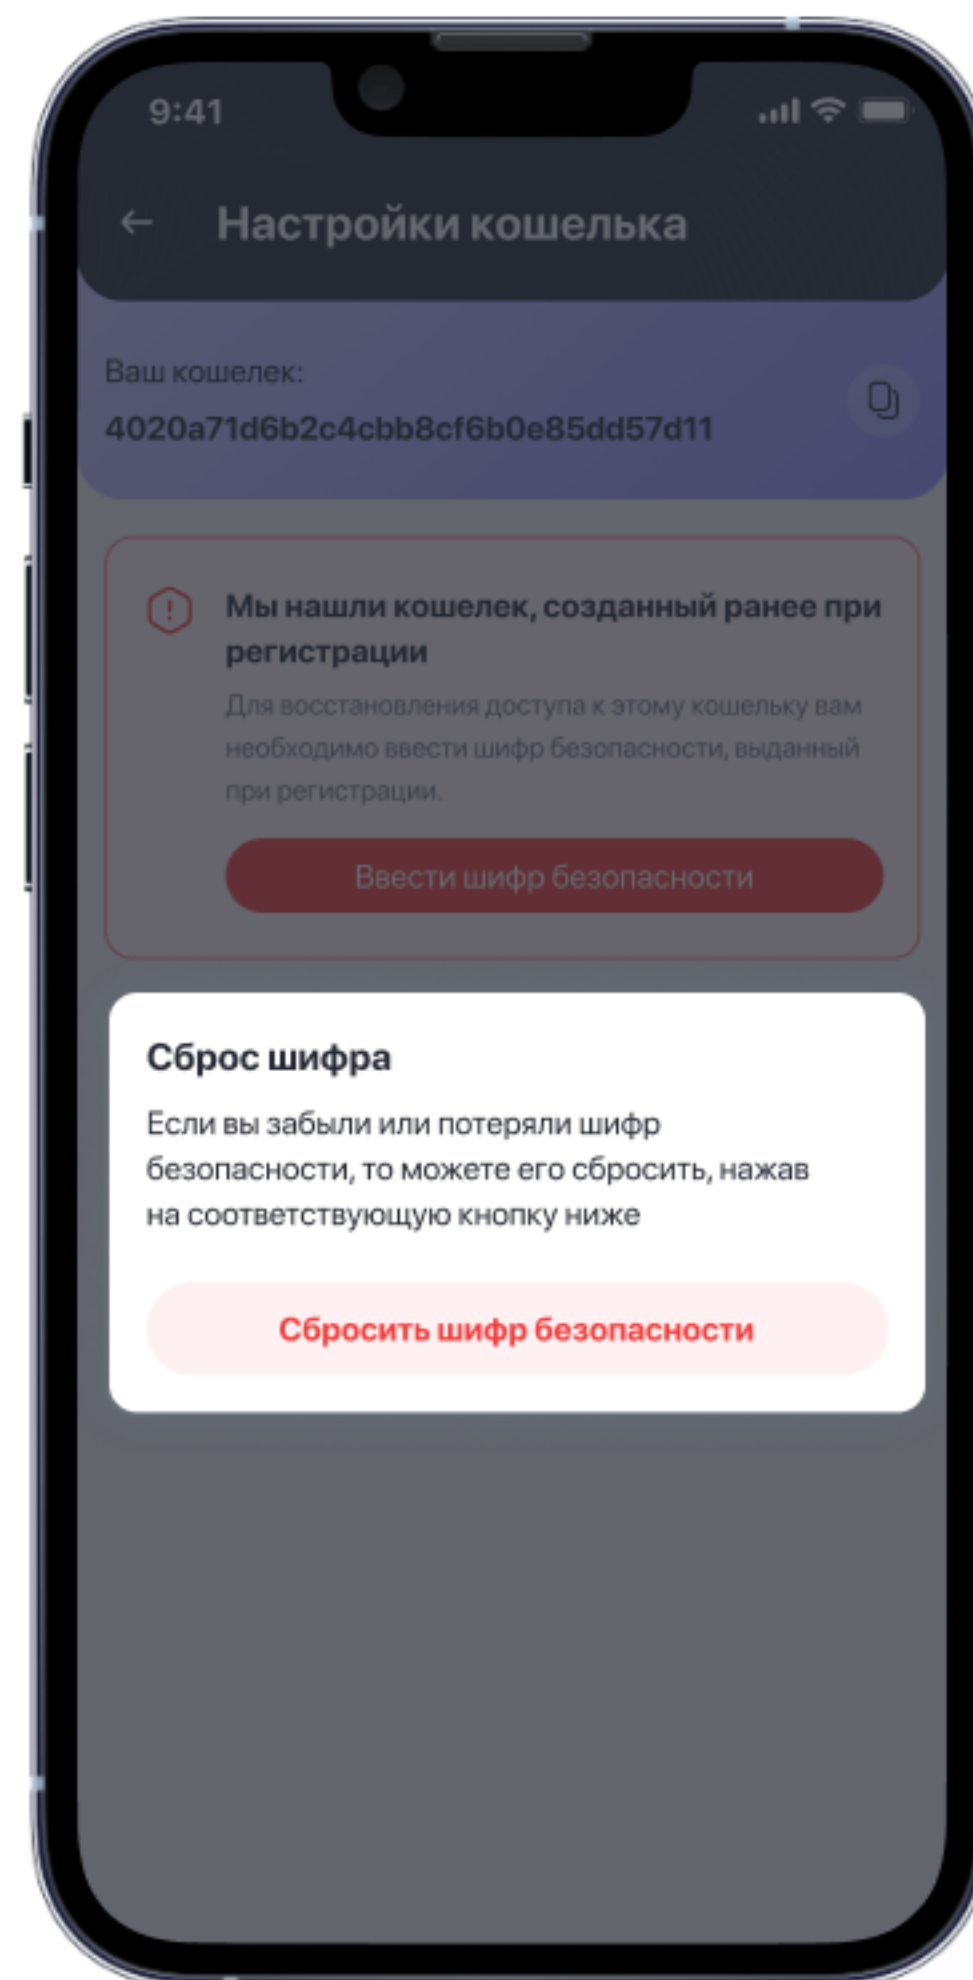 9:41
Настройки кошелька
Ваш кошелек:
4020a71d6b2c4cbb8cf6b0e85dd57d11
Мы нашли кошелек, созданный ранее при
регистрации
Для восстановления доступа к этому кошельку вам
необходимо ввести шифр безопасности, выданный
при регистрации.
Ввести шифр безопасности
Сброс шифра
Если вы забыли или потеряли шифр
безопасности, то можете его сбросить, нажав
на соответствующую кнопку ниже
Сбросить шифр безопасности